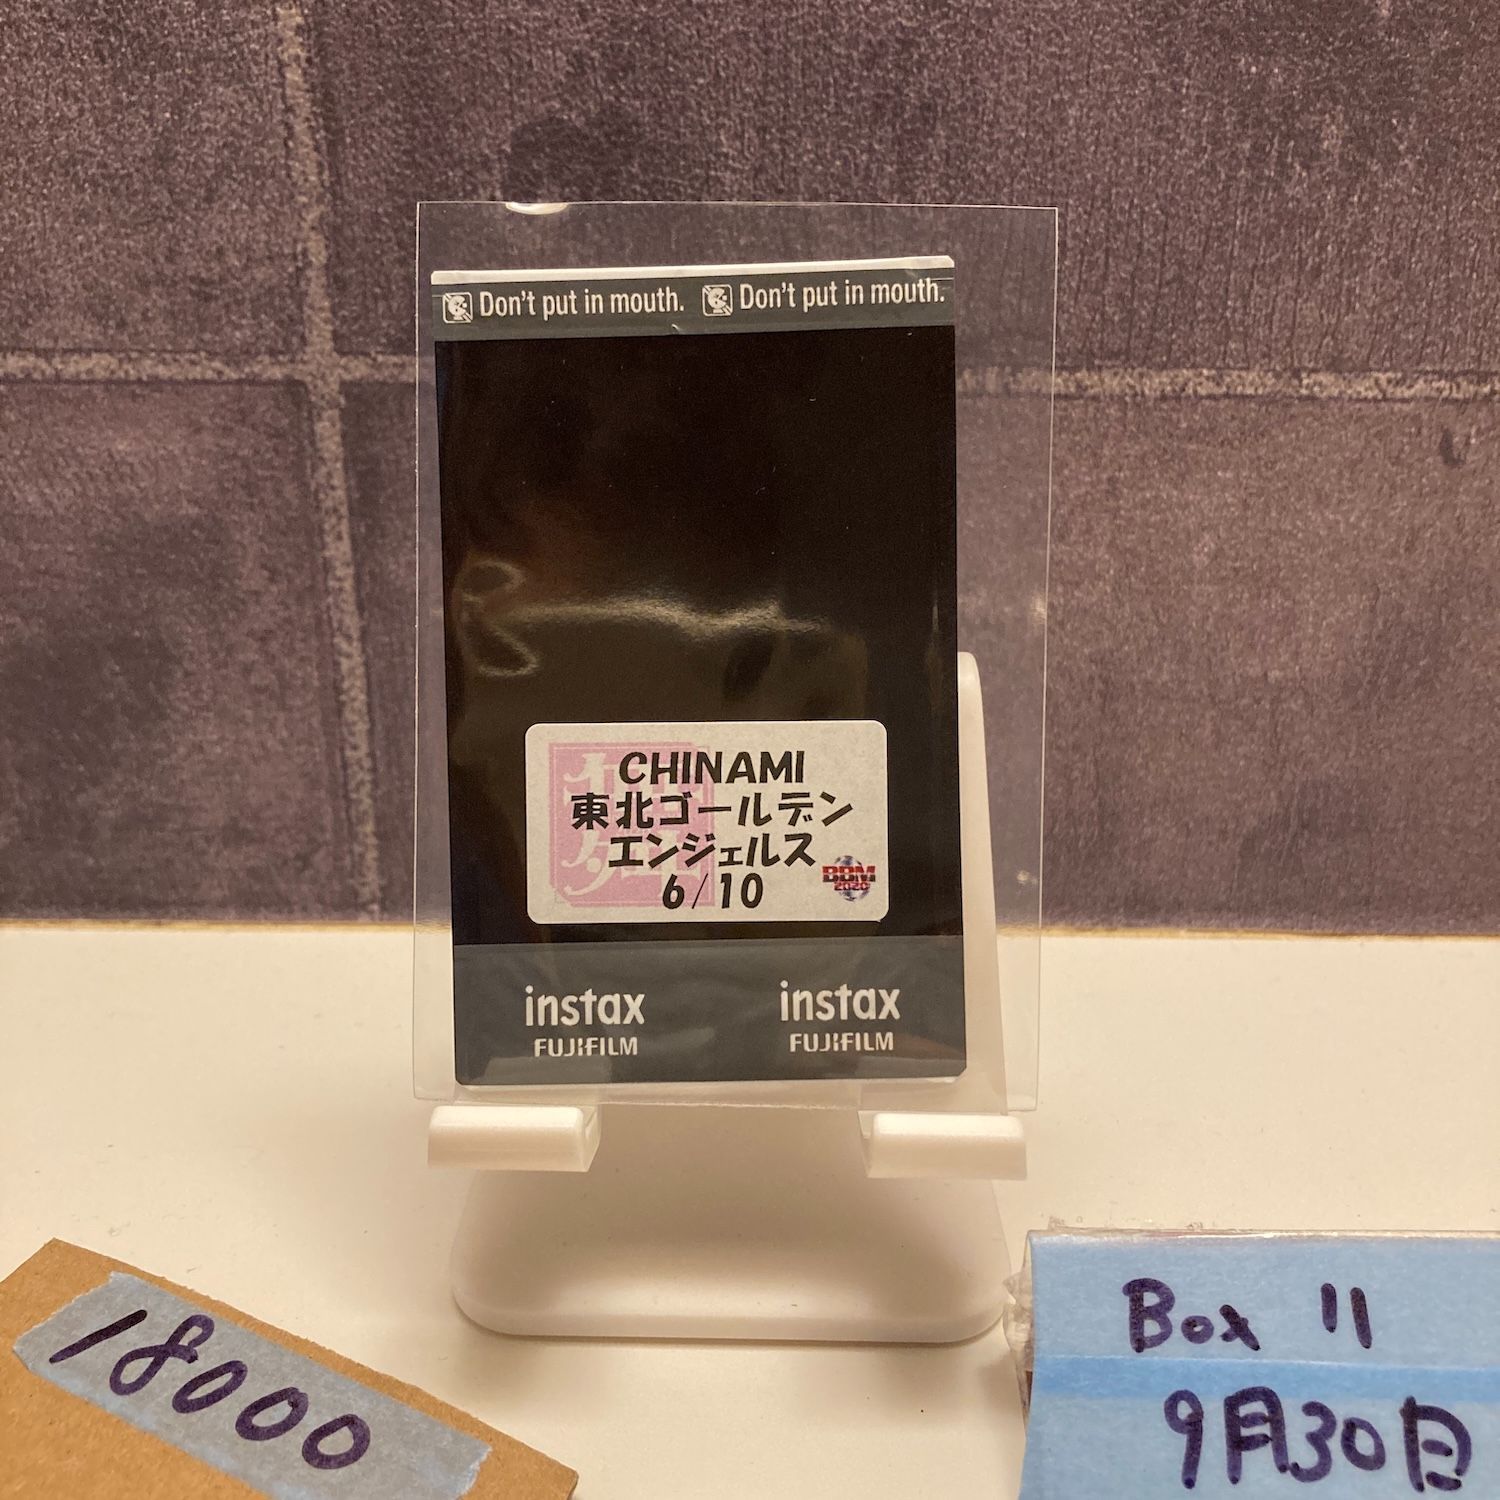 Don't put in mouth. Don't put in mouth.
CHINAMI
東北ゴールデン
エンジェルス
6/10
BBM
2020
instax instax
FUJIFILM FUJIFILM
18000
Box 11
9月30日